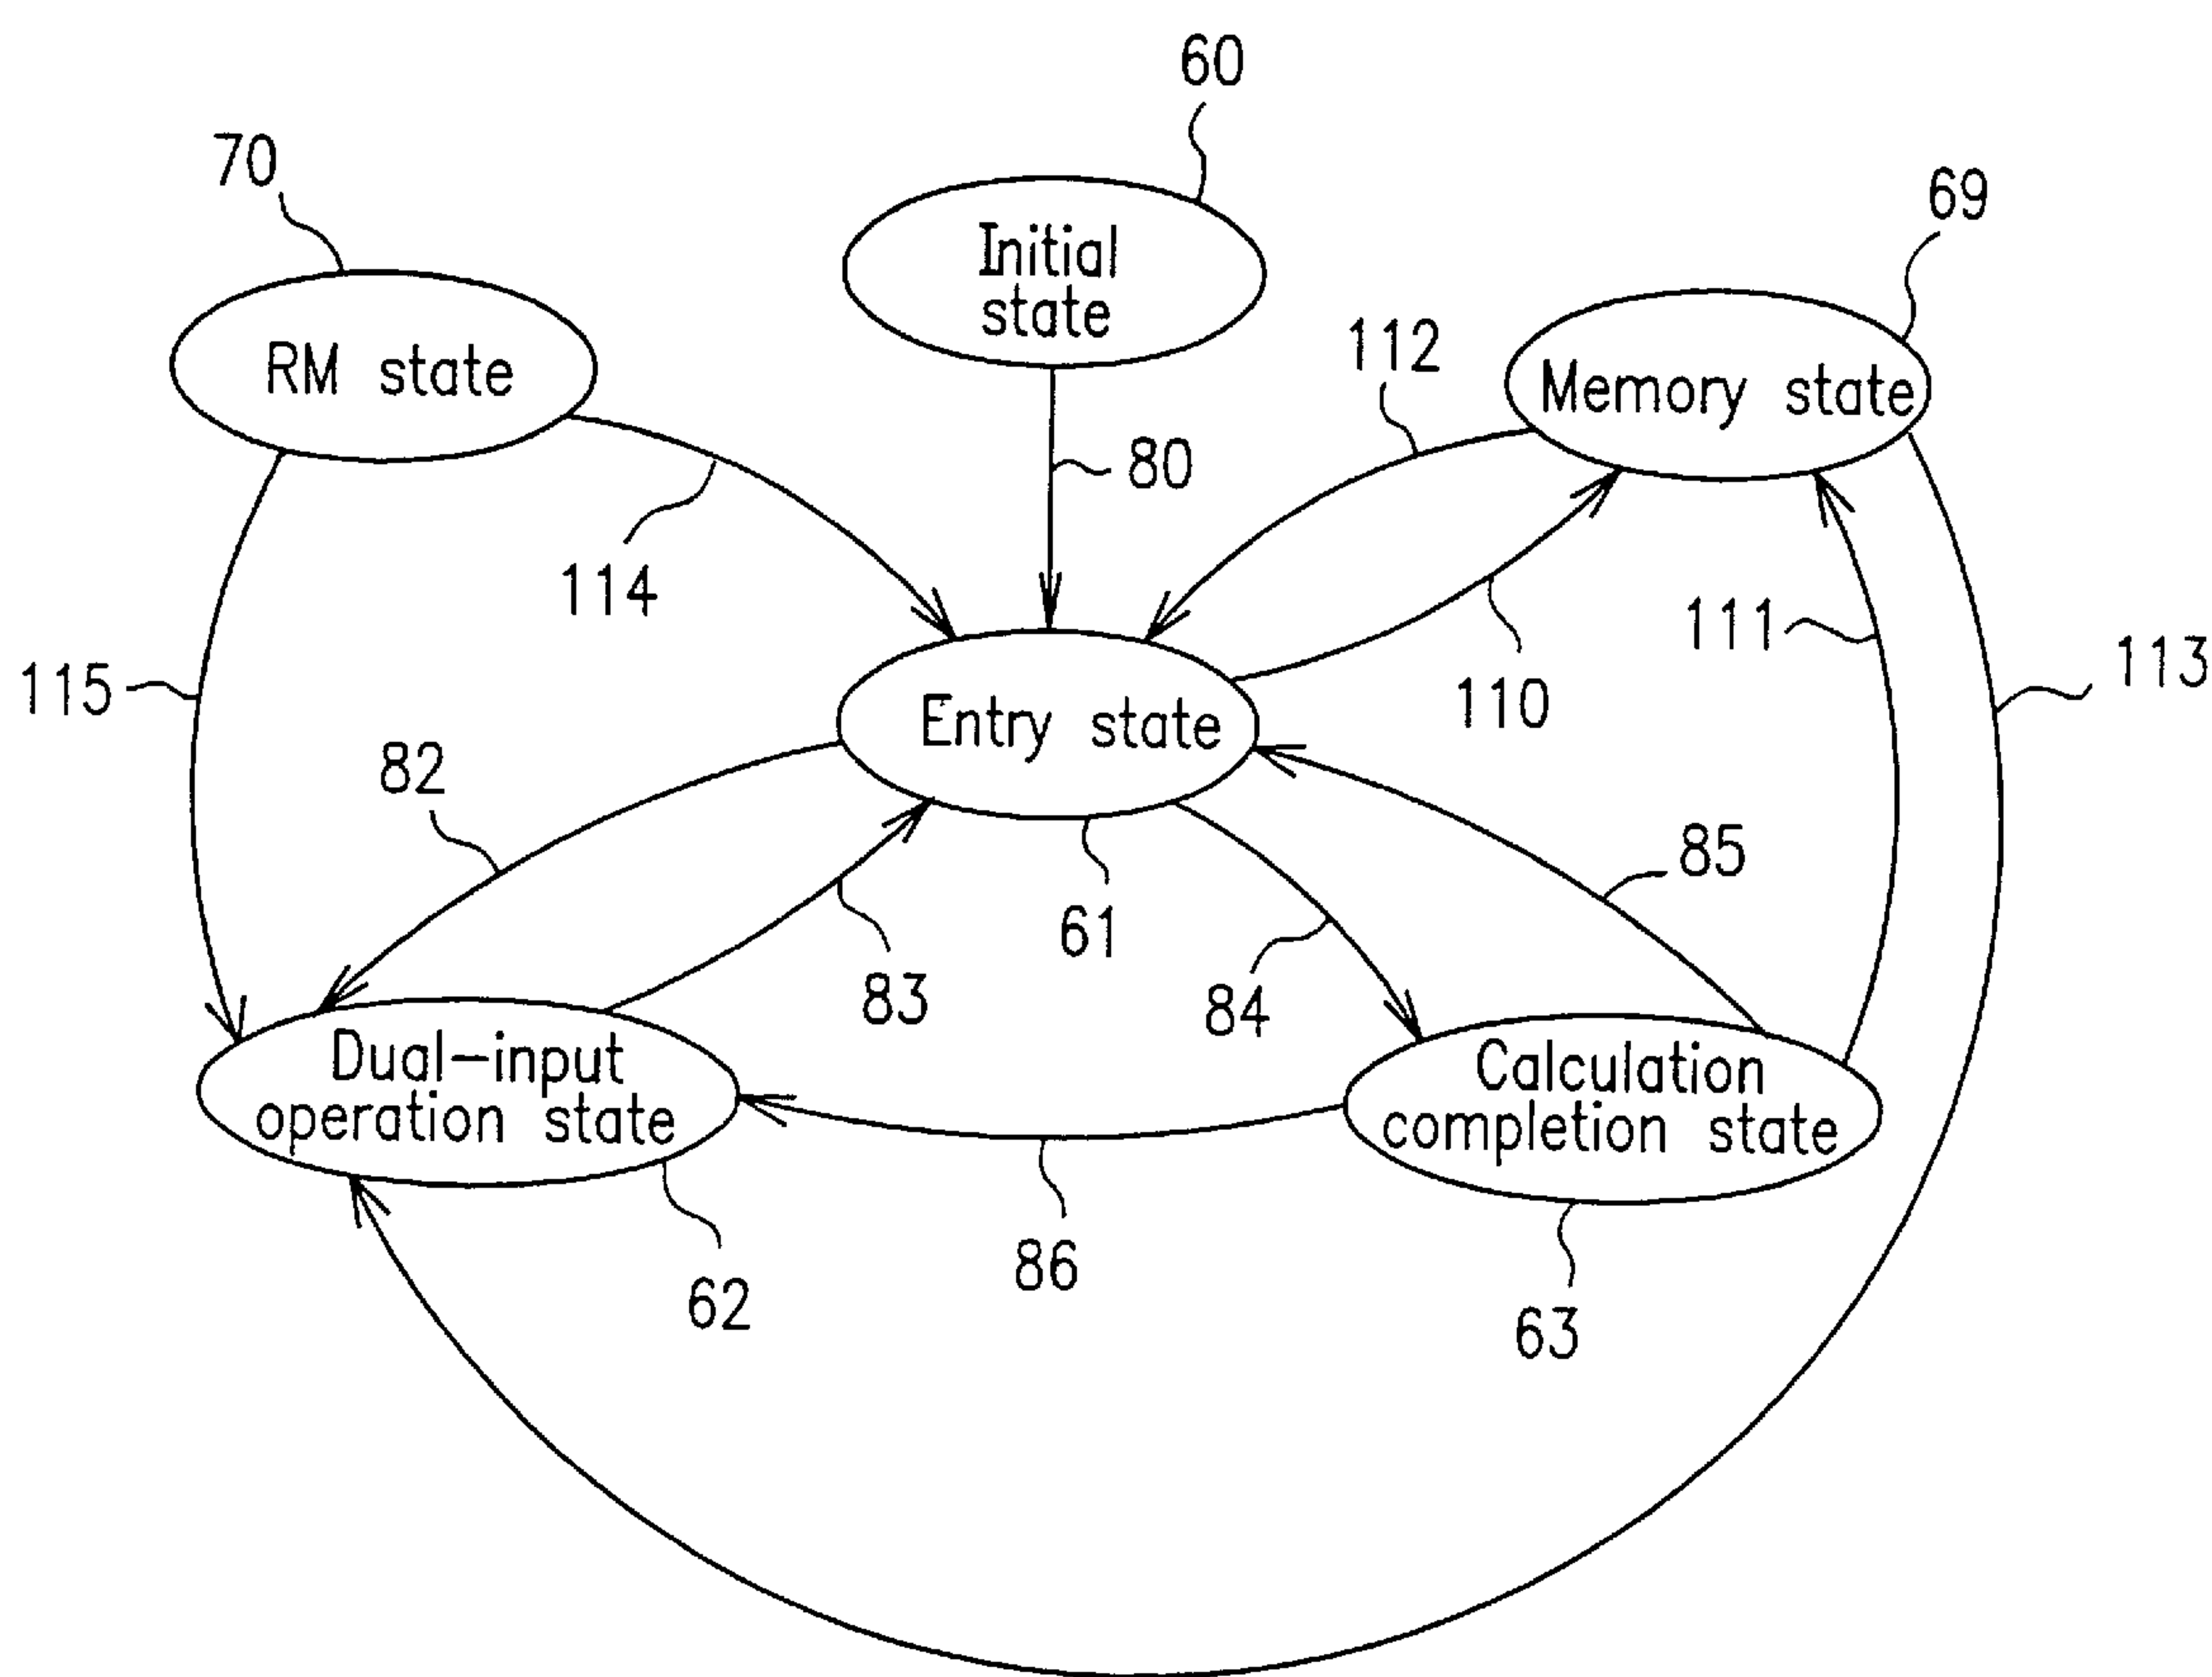 60
70
69
Initial
state
RM state
112
Memory state
80
114
111
113
115
110
Entry state
82
85
61
83
84
Dual-input
operation state
Calculation
completion state
86
62
63